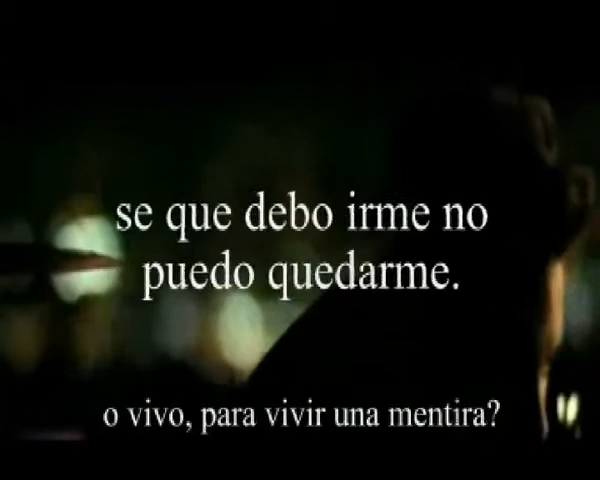 se que debo irme no
puedo quedarme.
o vivo, para vivir una mentira?